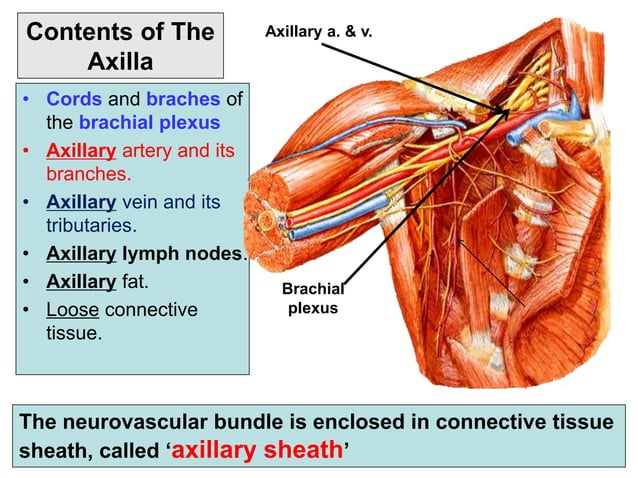 Contents of The
Axilla
• Cords and braches of
the brachial plexus
• Axillary artery and its
branches.
• Axillary vein and its
tributaries.
• Axillary lymph nodes.
• Axillary fat.
• Loose connective
tissue.
Axillary a. & v.
Brachial
plexus
The neurovascular bundle is enclosed in connective tissue
sheath, called ‘axillary sheath’